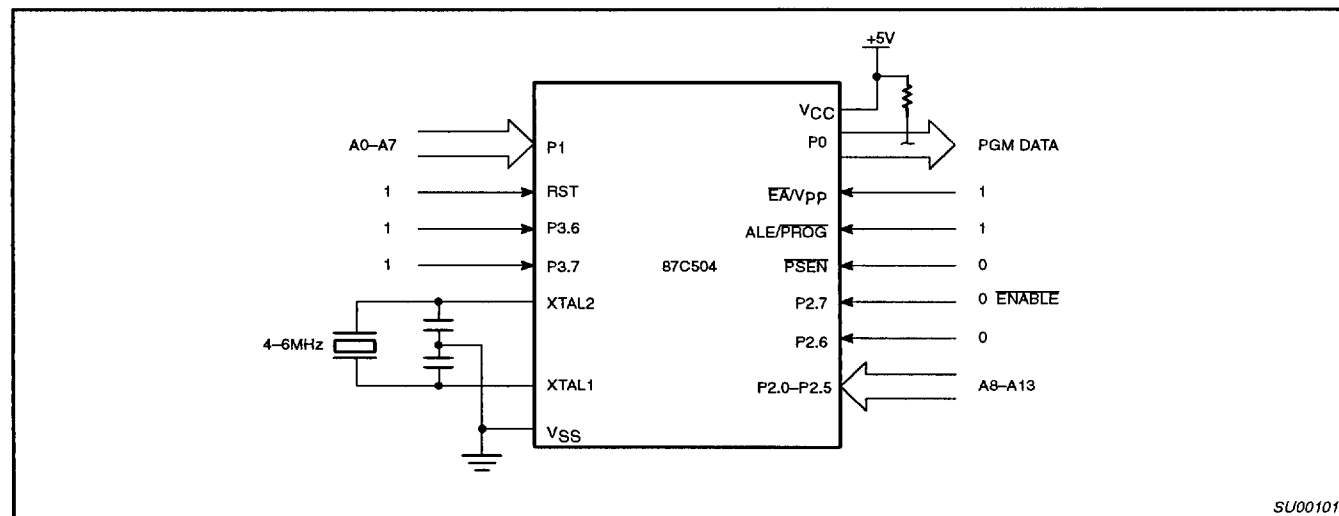 +5V
VCC
A0–A7
P1
P0
PGM DATA
1
RST
EA/VPP
1
1
P3.6
ALE/PROG
1
1
P3.7
87C504
PSEN
0
XTAL2
P2.7
0 ENABLE
4–6MHz
P2.6
0
XTAL1
P2.0–P2.5
A8–A13
VSS
SU00101